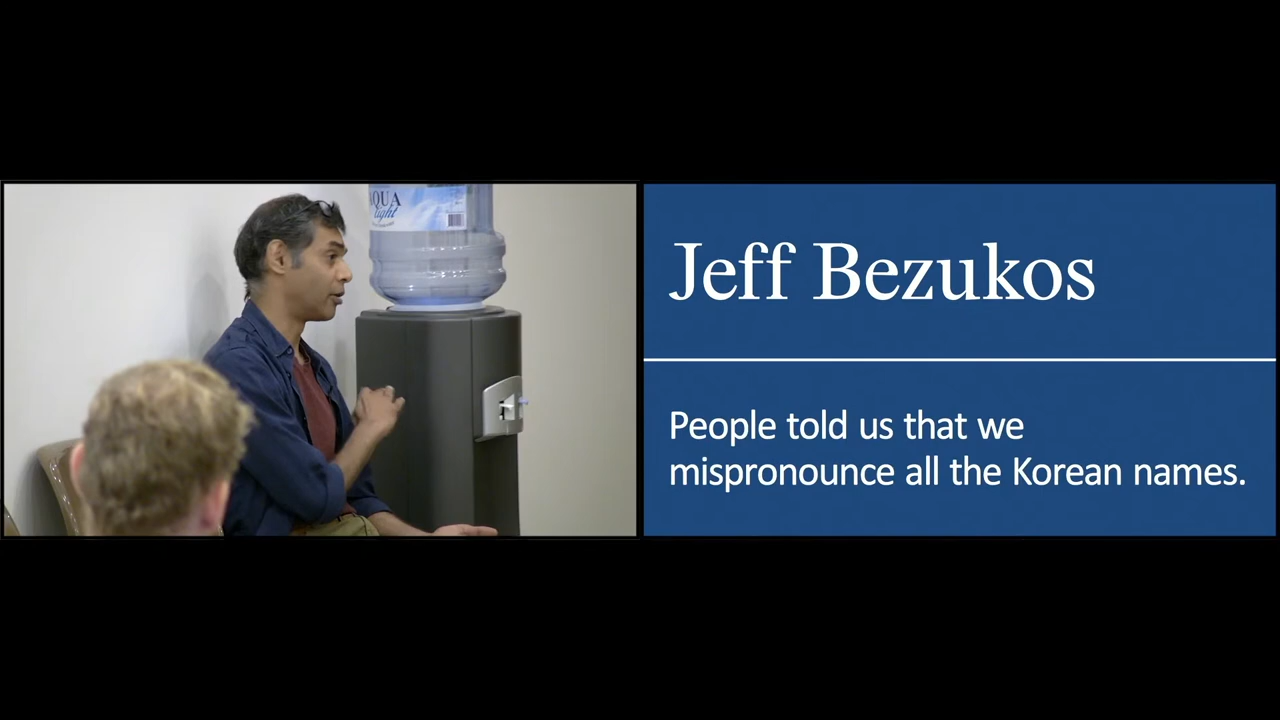 AQUA
light
Jeff Bezukos
People told us that we
mispronounce all the Korean names.